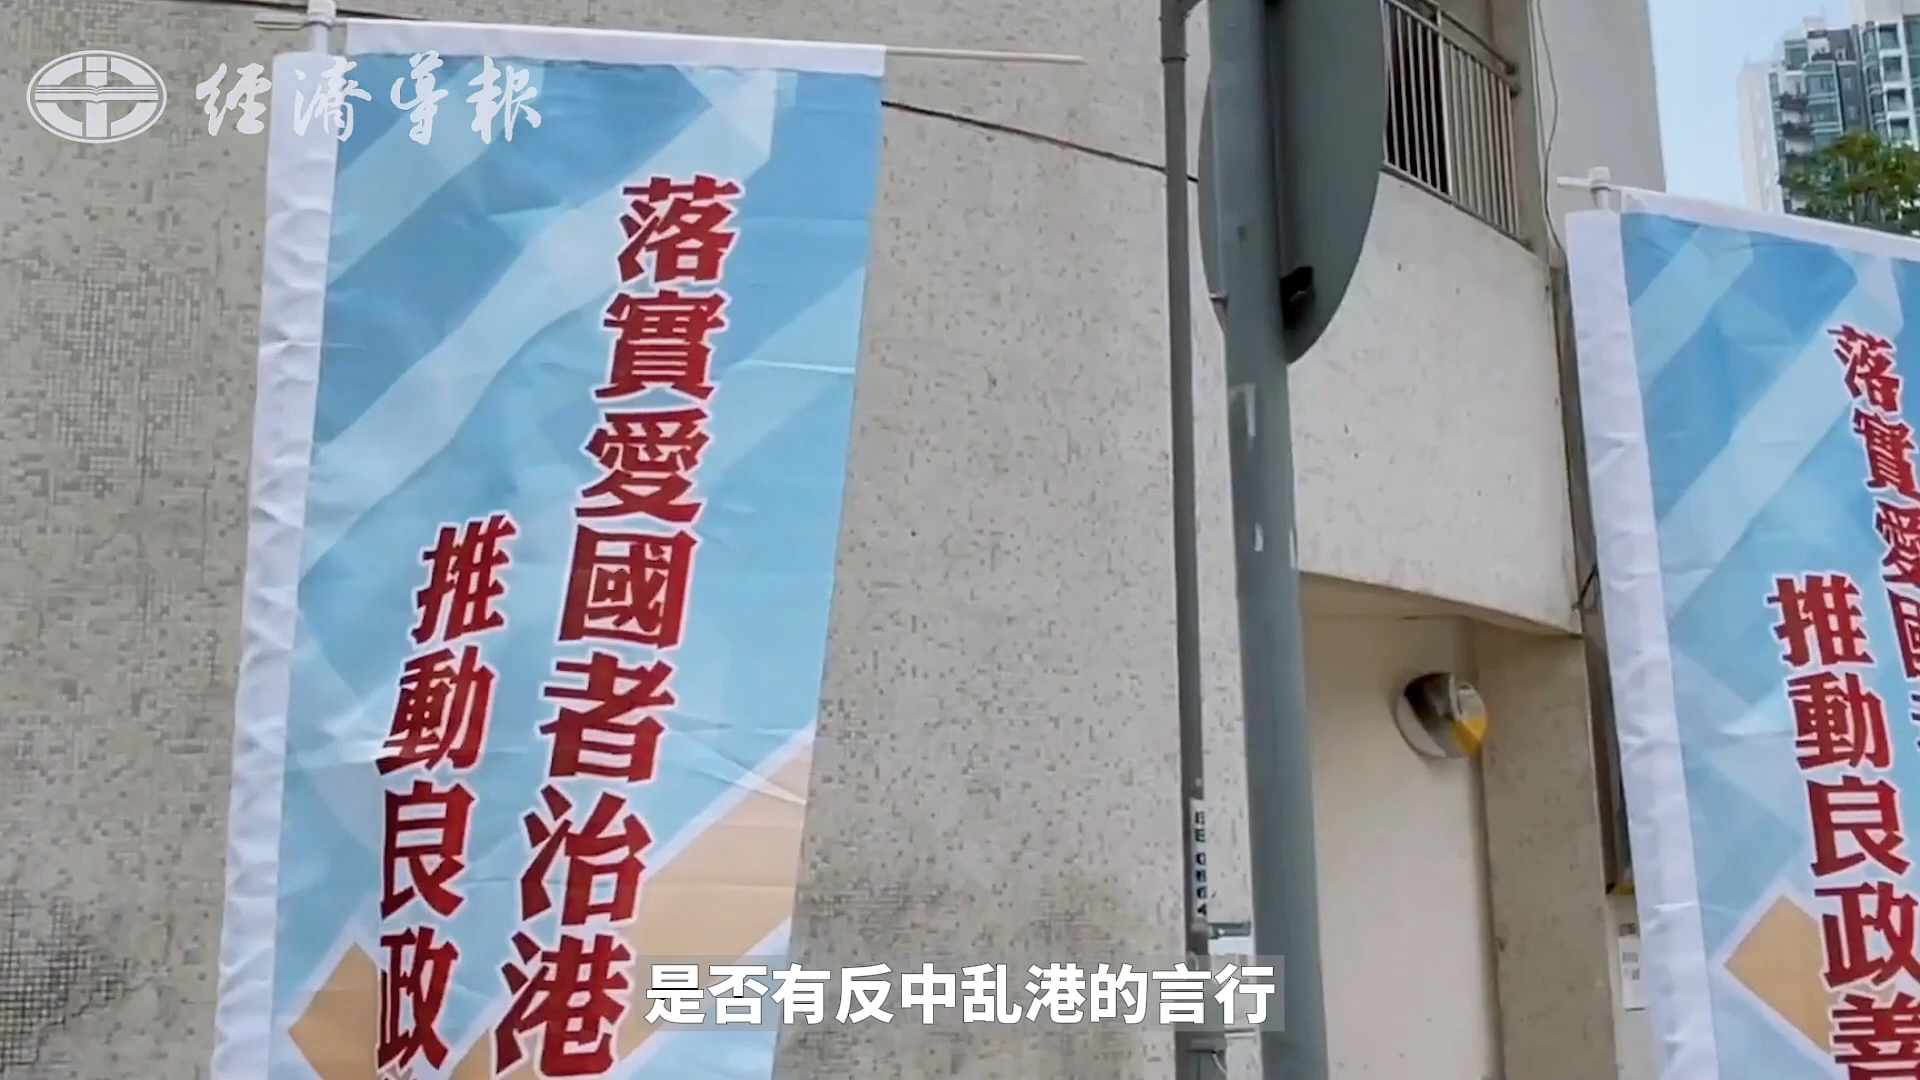 經濟導報
落實愛國者治港
推動良政
落實愛國
推動良政善
是否有反中乱港的言行